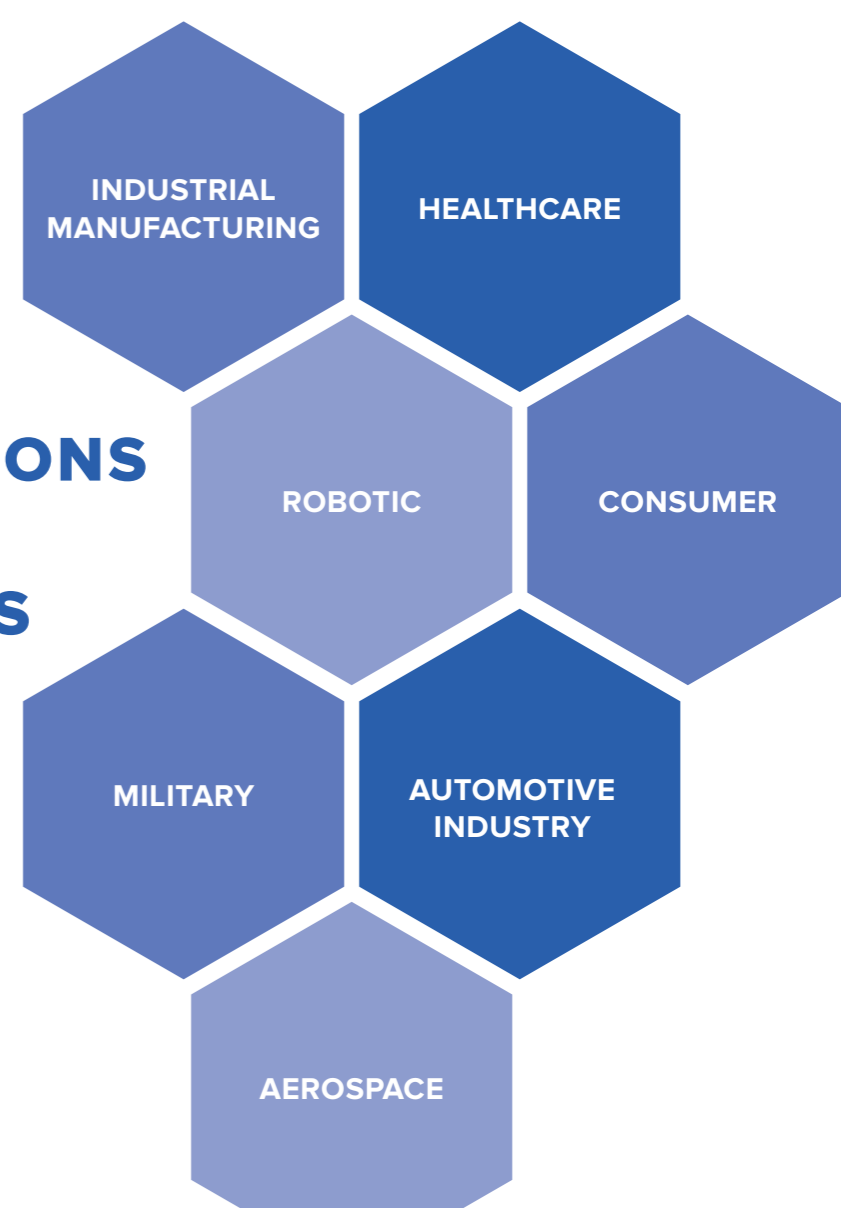 INDUSTRIAL
MANUFACTURING
HEALTHCARE
ONS
ROBOTIC
CONSUMER
S
MILITARY
AUTOMOTIVE
INDUSTRY
AEROSPACE